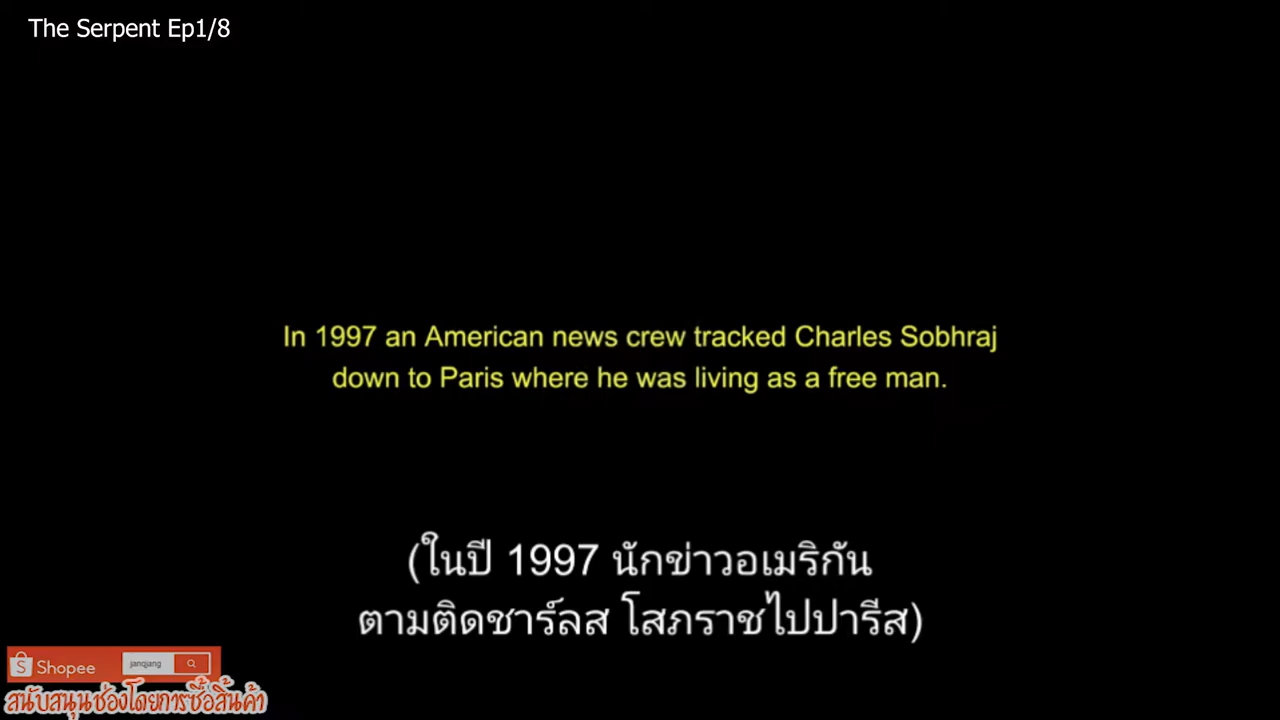 The Serpent Ep1/8
In 1997 an American news crew tracked Charles Sobhraj
down to Paris where he was living as a free man.
(ในปี 1997 นักข่าวอเมริกัน
ตามติดชาร์ลส โสภราชไปปารีส)
Shopee janqjang
สนับสนุนช่องโดยการซื้อสิ้นค้า